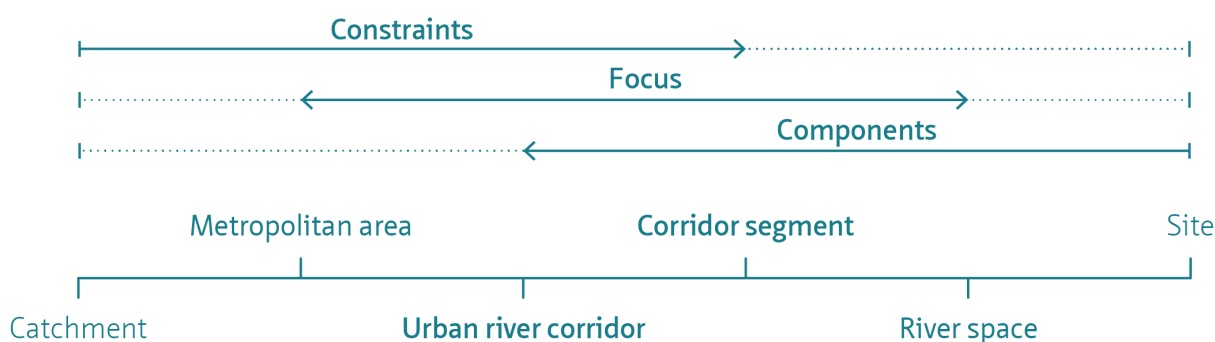 Constraints
Focus
Components
Metropolitan area
Corridor segment
Site
Catchment
Urban river corridor
River space